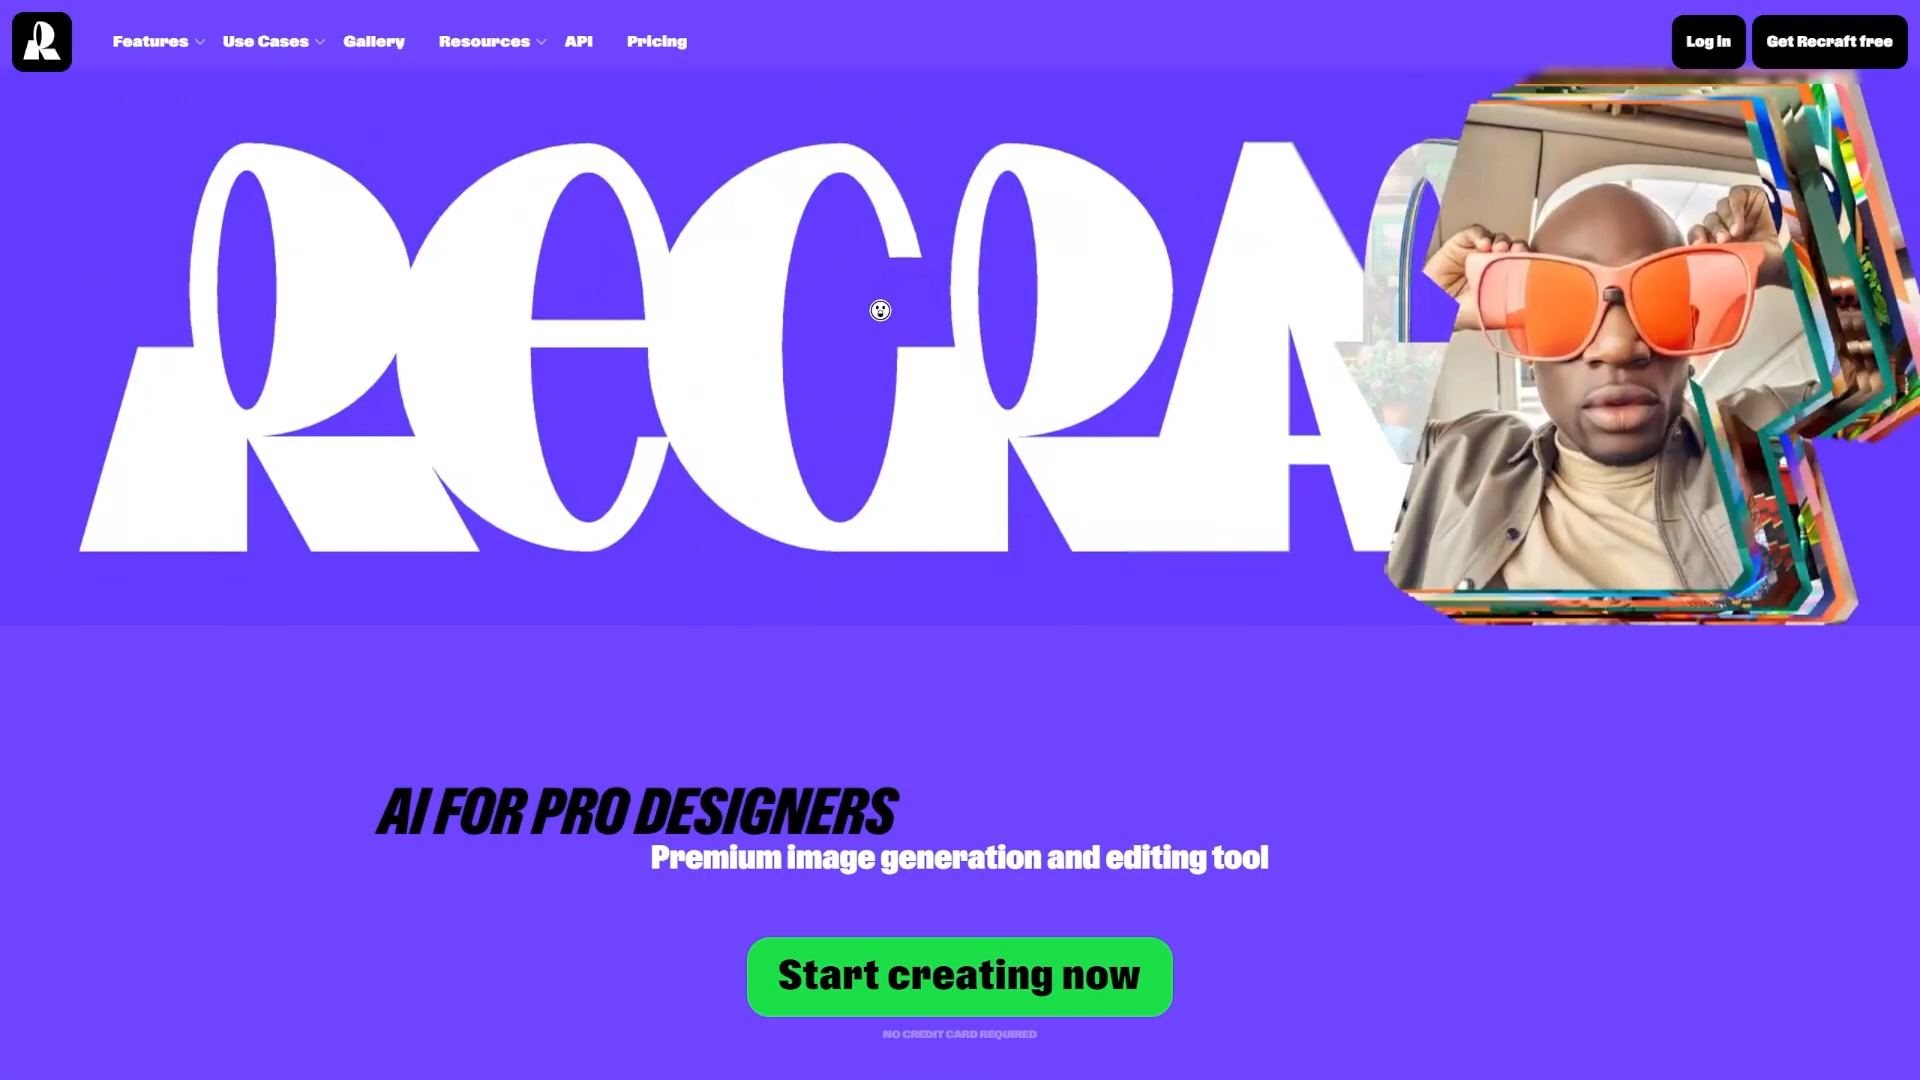 Features Use Cases Gallery Resources API Pricing Log in Get Recraft free
RECRA
AI FOR PRO DESIGNERS
Premium image generation and editing tool
Start creating now
NO CREDIT CARD REQUIRED